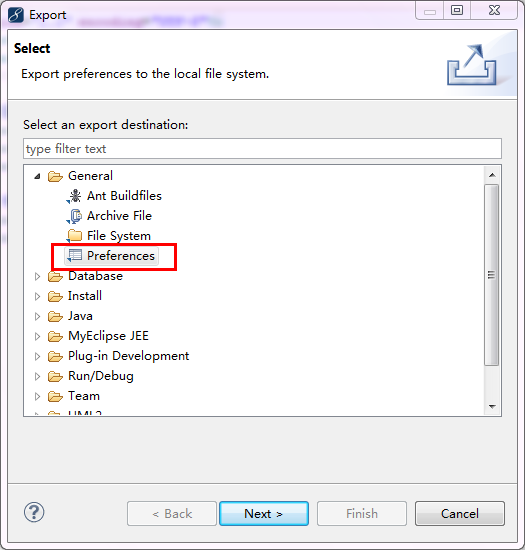 Export
Select
Export preferences to the local file system.
Select an export destination:
type filter text
General
Ant Buildfiles
Archive File
File System
Preferences
Database
Install
Java
MyEclipse JEE
Plug-in Development
Run/Debug
Team
UML2
< Back
Next >
Finish
Cancel